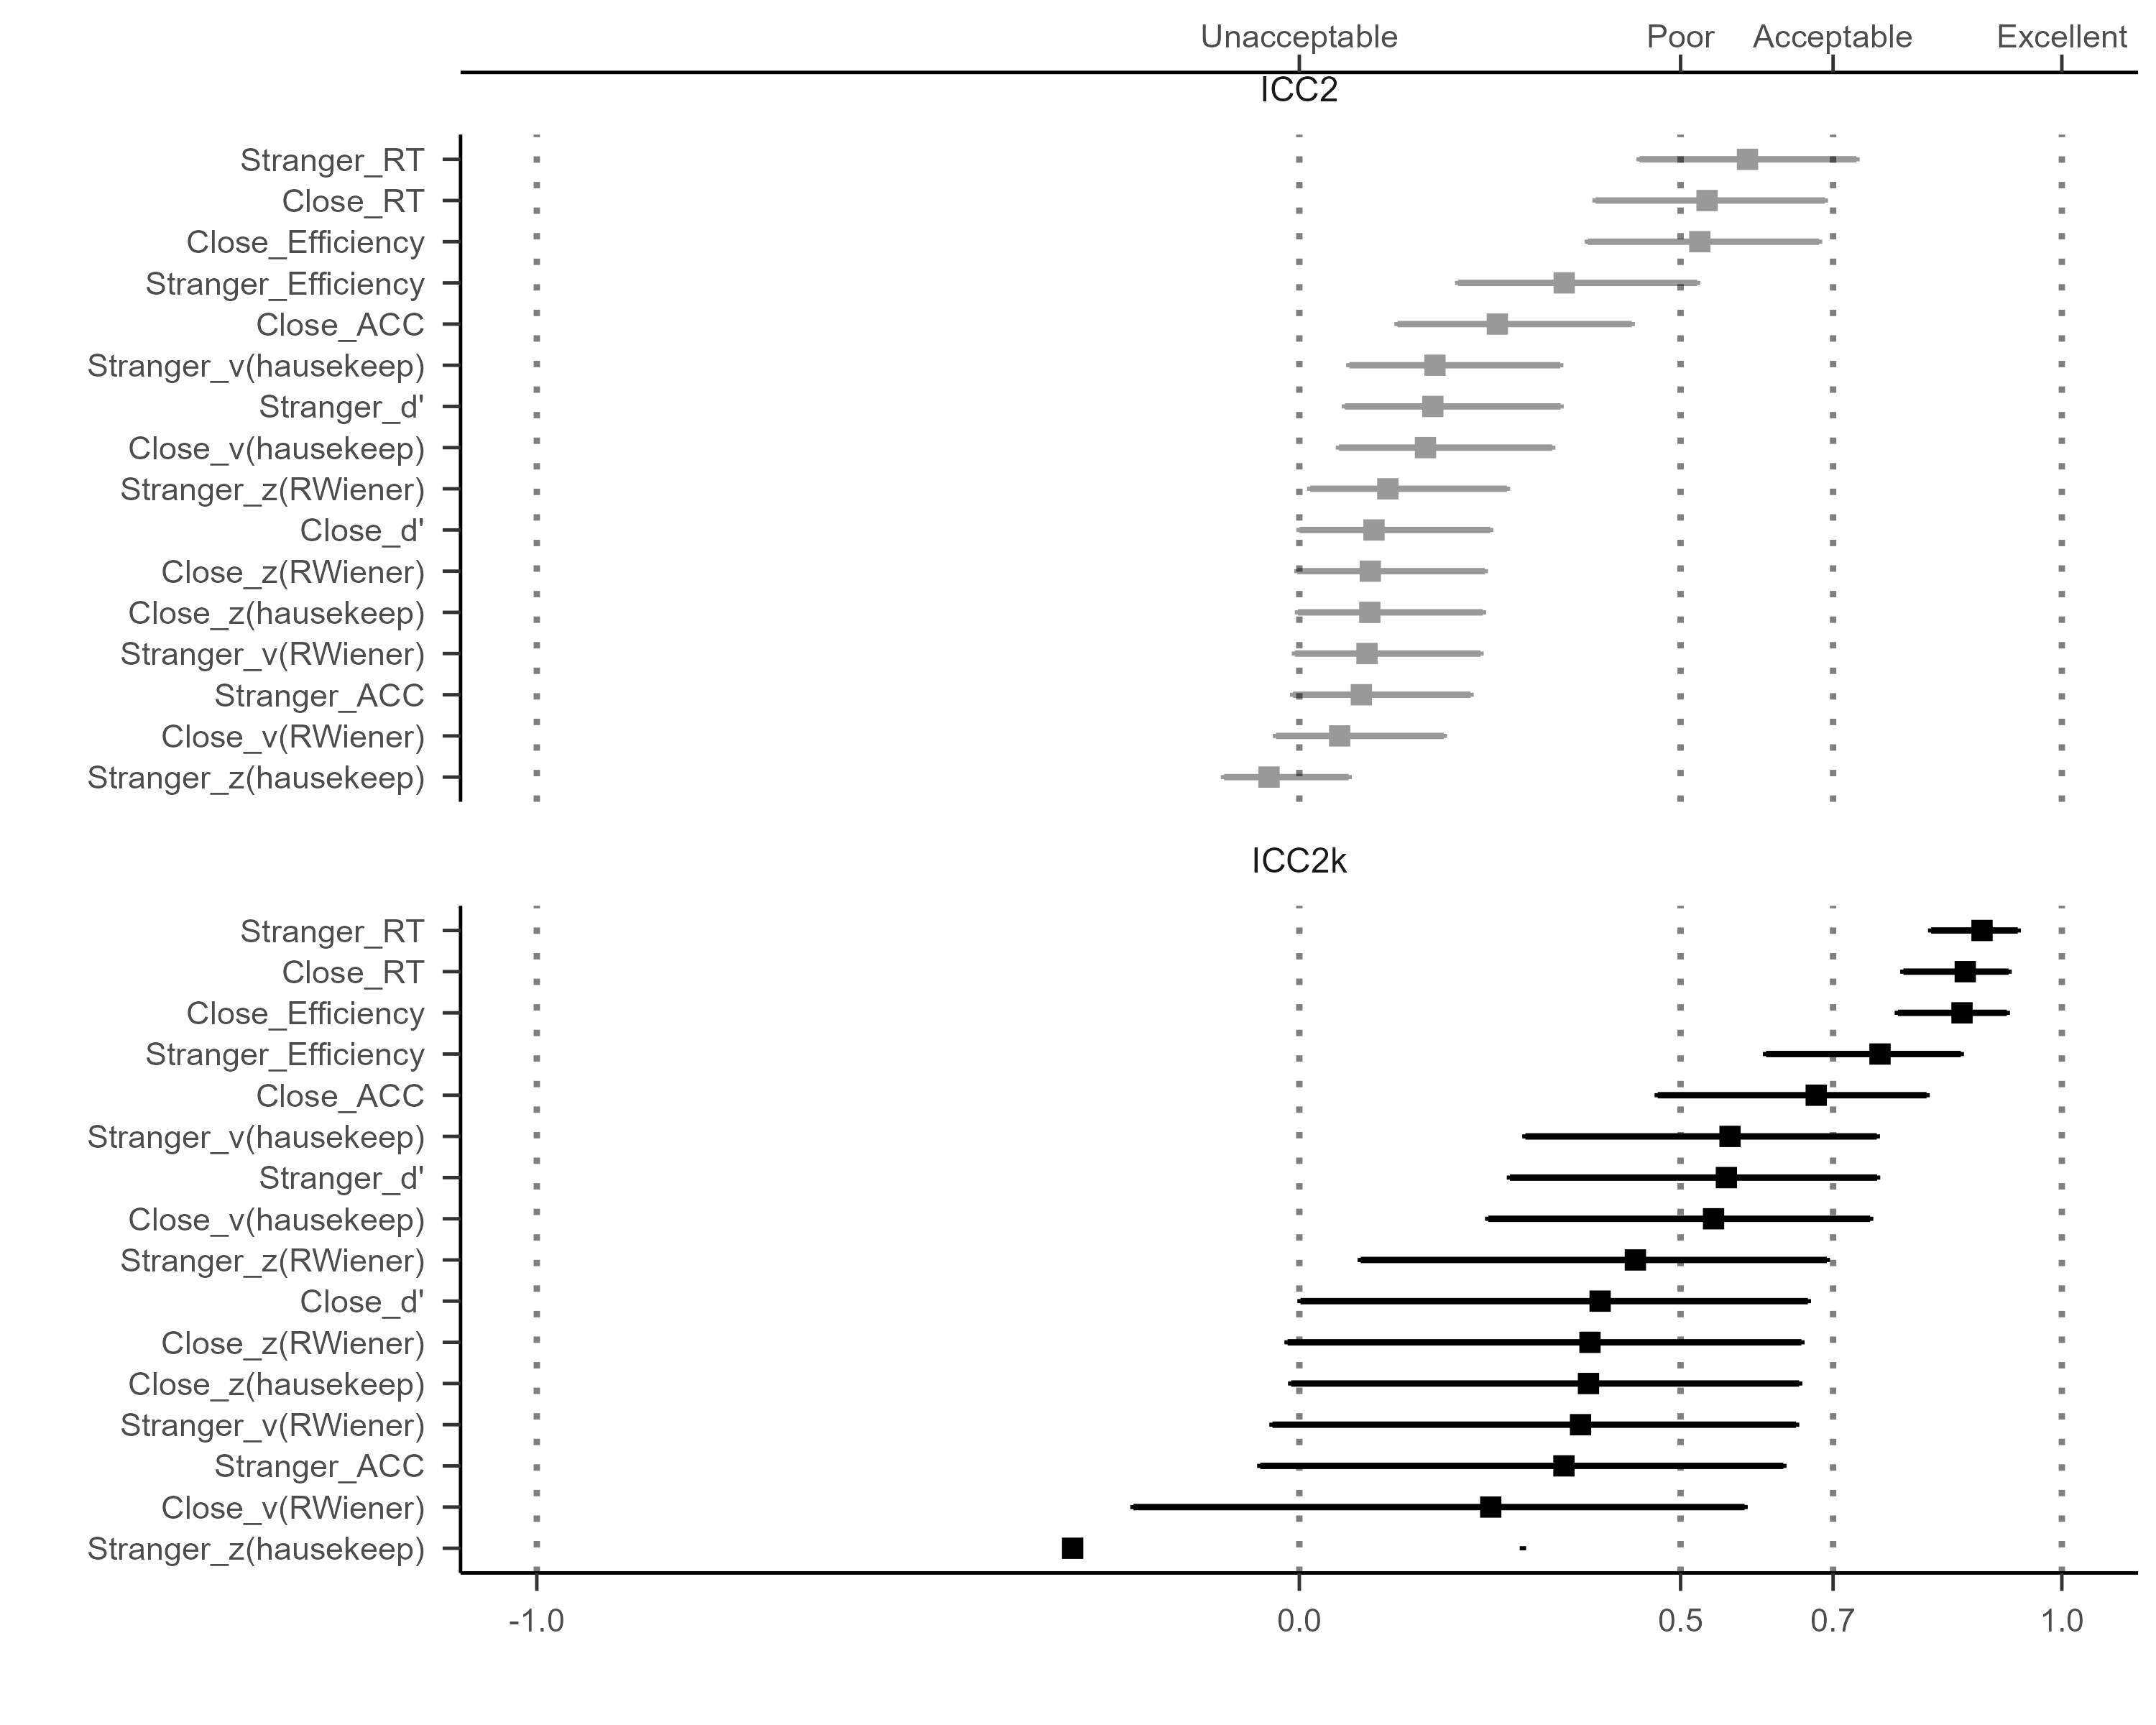 Unacceptable Poor Acceptable Excellent
ICC2
Stranger_RT
Close_RT
Close_Efficiency
Stranger_Efficiency
Close_ACC
Stranger_v(hausekeep)
Stranger_d'
Close_v(hausekeep)
Stranger_z(RWiener)
Close_d'
Close_z(RWiener)
Close_z(hausekeep)
Stranger_v(RWiener)
Stranger_ACC
Close_v(RWiener)
Stranger_z(hausekeep)
ICC2k
Stranger_RT
Close_RT
Close_Efficiency
Stranger_Efficiency
Close_ACC
Stranger_v(hausekeep)
Stranger_d'
Close_v(hausekeep)
Stranger_z(RWiener)
Close_d'
Close_z(RWiener)
Close_z(hausekeep)
Stranger_v(RWiener)
Stranger_ACC
Close_v(RWiener)
Stranger_z(hausekeep)
-1.0 0.0 0.5 0.7 1.0